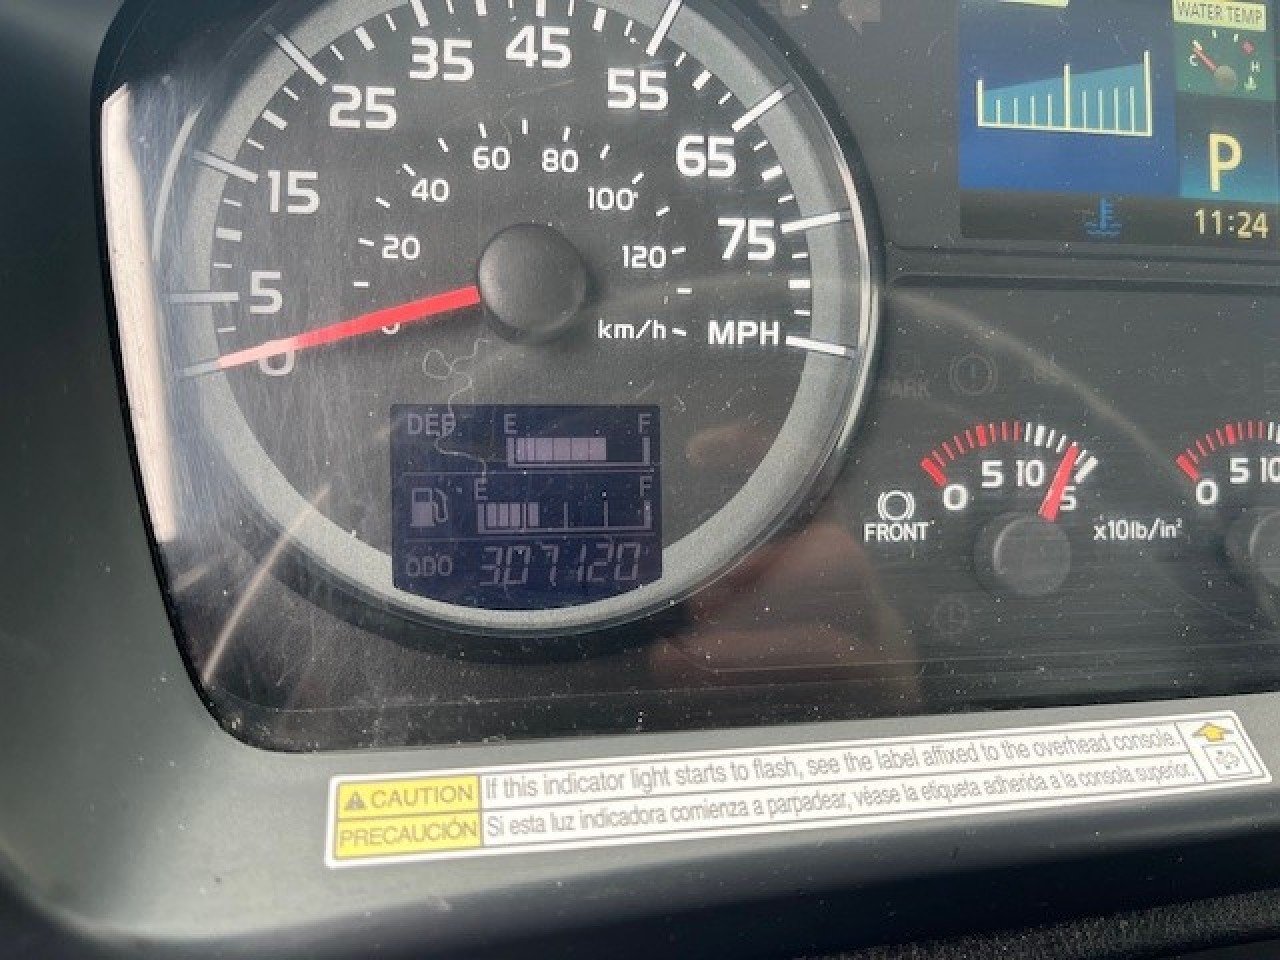 35 45 55
25 65
15 75
5
0
60 80
40 100
20 120
km/h MPH
WATER TEMP
C H
P
11:24
DEF E F
E F
ODO 307120
0 5 10 5
FRONT
x10lb/in²
0 5 10
CAUTION If this indicator light starts to flash, see the label affixed to the overhead console.
PRECAUCIÓN Si esta luz indicadora comienza a parpadear, véase la etiqueta adherida a la consola superior.